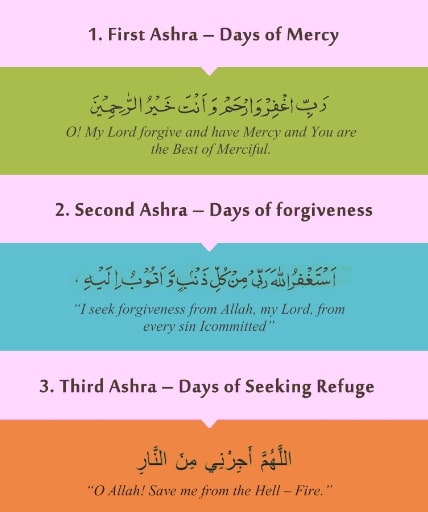 1. First Ashra – Days of Mercy
رَبِّ اغْفِرْ وَارْحَمْ وَاَنْتَ خَيْرُ الرّٰحِمِيْنَ
O! My Lord forgive and have Mercy and You are
the Best of Merciful.
2. Second Ashra – Days of forgiveness
اَسْتَغْفِرُ اللّٰهَ رَبِّىْ مِنْ كُلِّ ذَنْۢبٍ وَّاَتُوْبُ اِلَيْهِ
“I seek forgiveness from Allah, my Lord, from
every sin Icommitted”
3. Third Ashra – Days of Seeking Refuge
اللَّهُمَّ أَجِرْنِي مِنَ النَّارِ
“O Allah! Save me from the Hell – Fire.”